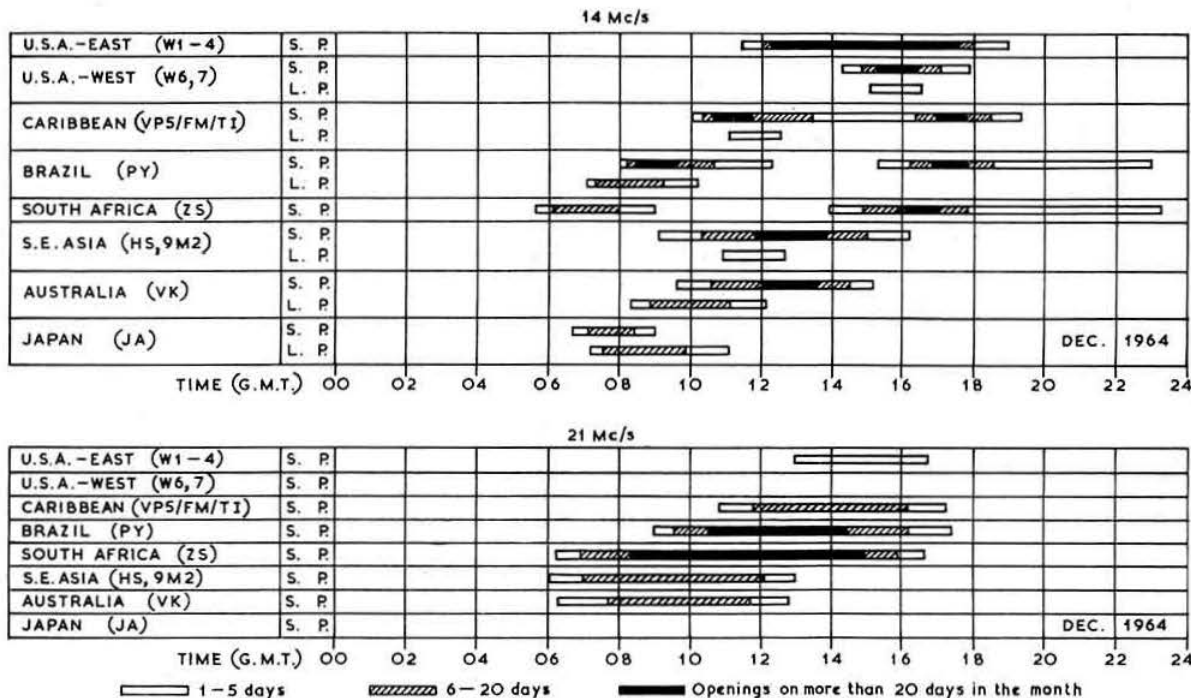 14 Mc/s
U.S.A.-EAST (W1-4) S. P.
U.S.A.-WEST (W6,7) S. P.
L. P.
CARIBBEAN (VP5/FM/TI) S. P.
L. P.
BRAZIL (PY) S. P.
L. P.
SOUTH AFRICA (ZS) S. P.
S.E. ASIA (HS, 9M2) S. P.
L. P.
AUSTRALIA (VK) S. P.
L. P.
JAPAN (JA) S. P.
L. P.
DEC. 1964
TIME (G.M.T.) 00 02 04 06 08 10 12 14 16 18 20 22 24
21 Mc/s
U.S.A.-EAST (W1-4) S. P.
U.S.A.-WEST (W6,7) S. P.
CARIBBEAN (VP5/FM/TI) S. P.
BRAZIL (PY) S. P.
SOUTH AFRICA (ZS) S. P.
S.E. ASIA (HS, 9M2) S. P.
AUSTRALIA (VK) S. P.
JAPAN (JA) S. P. DEC. 1964
TIME (G.M.T.) 00 02 04 06 08 10 12 14 16 18 20 22 24
1-5 days 6-20 days Openings on more than 20 days in the month